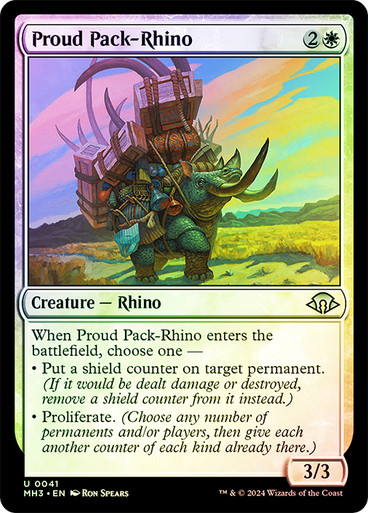 Proud Pack-Rhino 2
Creature — Rhino
When Proud Pack-Rhino enters the
battlefield, choose one —
• Put a shield counter on target permanent.
(If it would be dealt damage or destroyed,
remove a shield counter from it instead.)
• Proliferate. (Choose any number of
permanents and/or players, then give each
another counter of each kind already there.)
3/3
U 0041
MH3 • EN Ron Spears
™ & © 2024 Wizards of the Coast